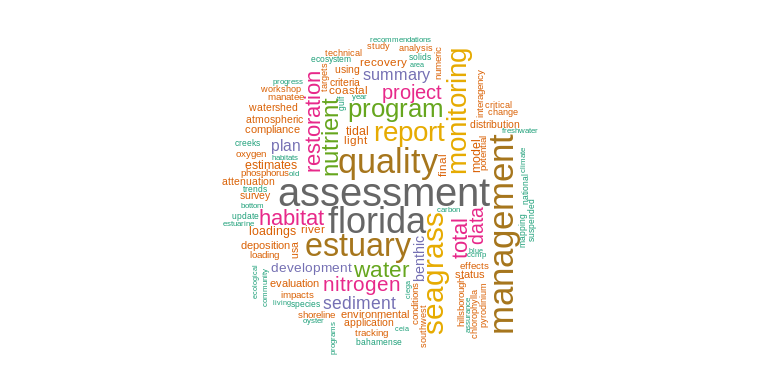 recommendations
technical
study
analysis
ecosystem
recovery
solids
area
using
summary
targets
numeric
monitoring
progress
criteria
workshop
coastal
project
interagency
manatee
restoration
gulf
year
program
critical
watershed
change
atmospheric
nutrient
tidal
report
distribution
compliance
light
freshwater
creeks
plan
quality
final
model
potential
oxygen
habitats
estimates
phosphorus
old
climate
attenuation
trends
assessment
management
national
survey
bottom
habitat
florida
carbon
update
estuarine
seagrass
total
data
mapping
suspended
loadings
river
deposition
usa
estuary
benthic
blue
ccmp
loading
development
water
effects
status
ecological
community
evaluation
nitrogen
ciega
hillsborough
impacts
living
species
sediment
conditions
assurance
chlorophylla
pyrodinium
shoreline
environmental
oyster
application
southwest
programs
tracking
ceia
bahamense